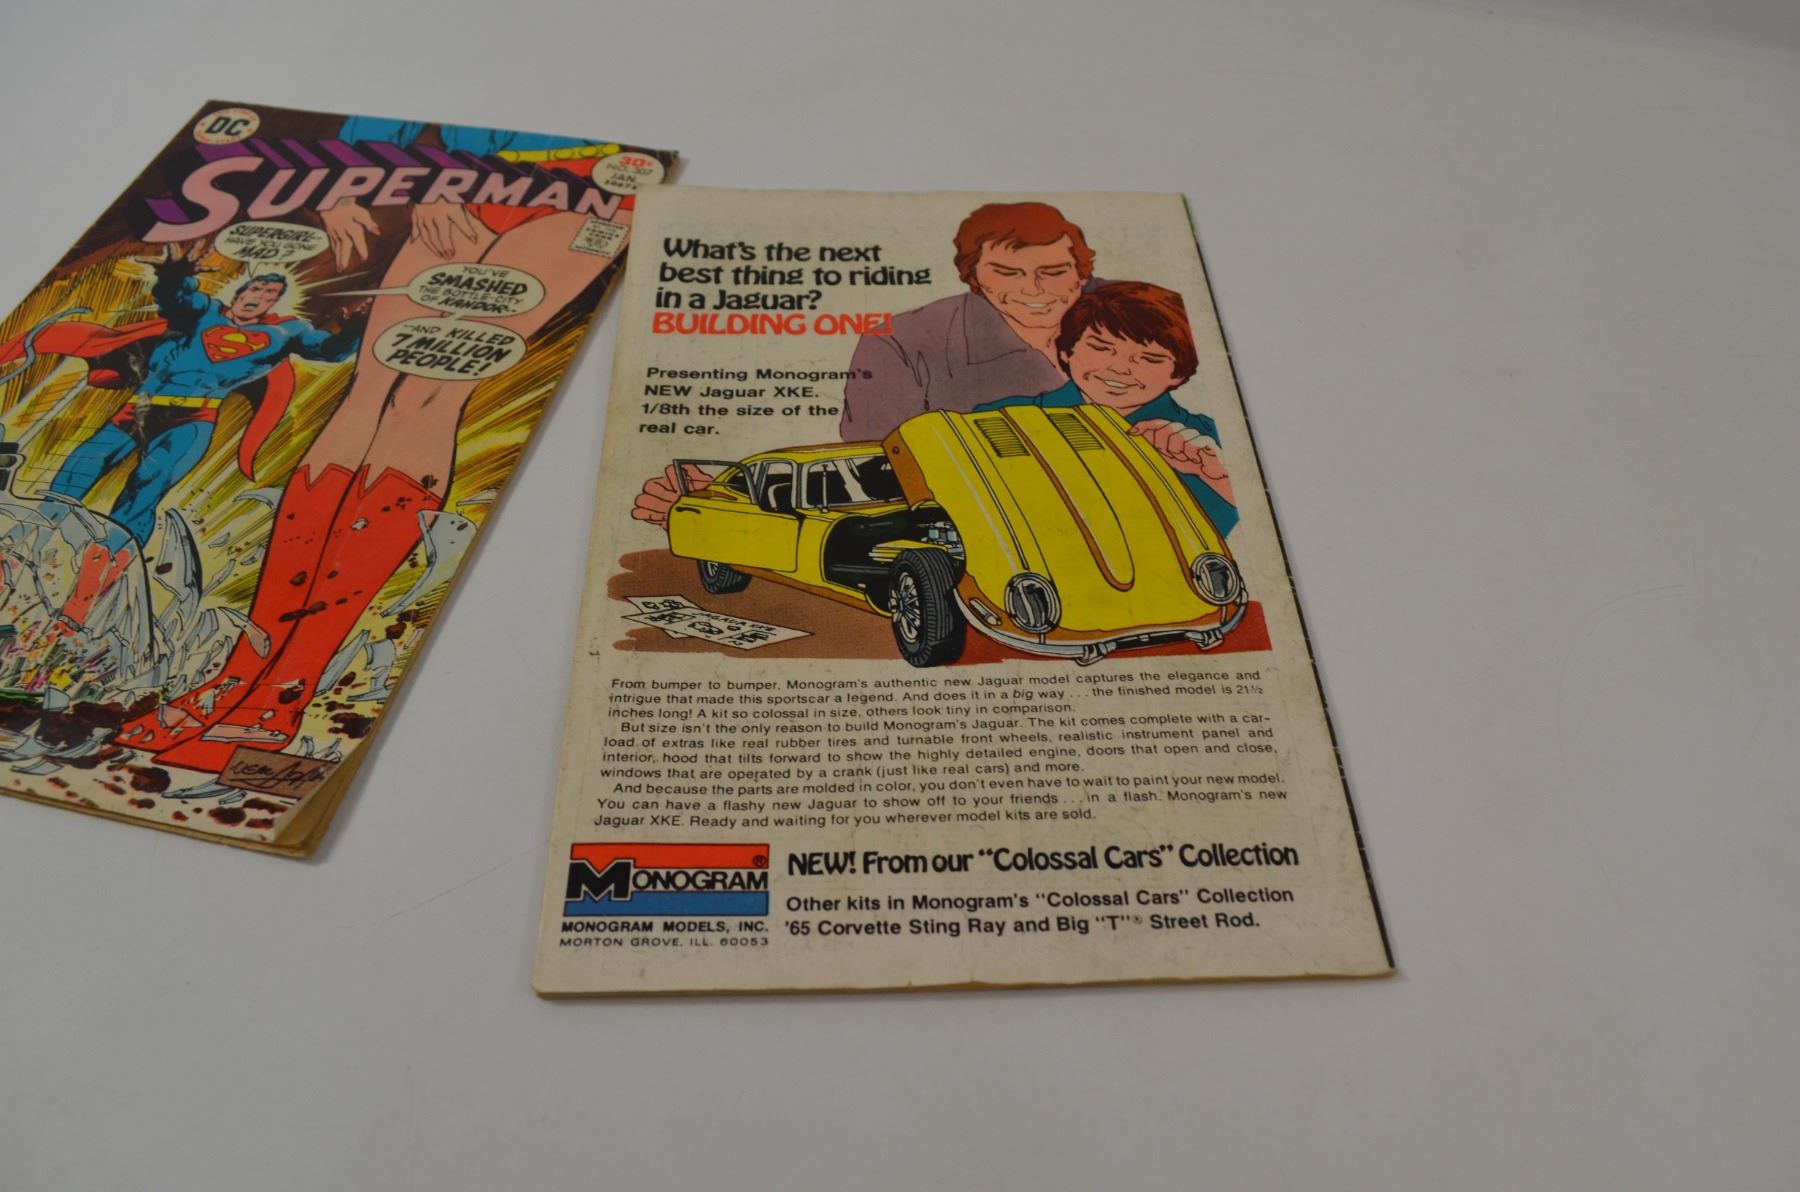 DC
SUPERMAN
30¢
NO. 307
JAN.
SUPERGIRL--
HAVE YOU GONE
MAD?
YOU'VE
SMASHED
THE BOTTLE-CITY
OF KANDOR--
--AND KILLED
7 MILLION
PEOPLE!
What's the next
best thing to riding
in a Jaguar?
BUILDING ONE!
Presenting Monogram's
NEW Jaguar XKE.
1/8th the size of the
real car.
JAGUAR XKE
From bumper to bumper, Monogram's authentic new Jaguar model captures the elegance and
intrigue that made this sportscar a legend. And does it in a big way . . . the finished model is 21½
inches long! A kit so colossal in size, others look tiny in comparison.
But size isn't the only reason to build Monogram's Jaguar. The kit comes complete with a car-
load of extras like real rubber tires and turnable front wheels, realistic instrument panel and
interior, hood that tilts forward to show the highly detailed engine, doors that open and close,
windows that are operated by a crank (just like real cars) and more.
And because the parts are molded in color, you don't even have to wait to paint your new model.
You can have a flashy new Jaguar to show off to your friends . . . in a flash. Monogram's new
Jaguar XKE. Ready and waiting for you wherever model kits are sold.
MONOGRAM ®
MONOGRAM MODELS, INC.
MORTON GROVE, ILL. 60053
NEW! From our "Colossal Cars" Collection
Other kits in Monogram's "Colossal Cars" Collection
'65 Corvette Sting Ray and Big "T"® Street Rod.